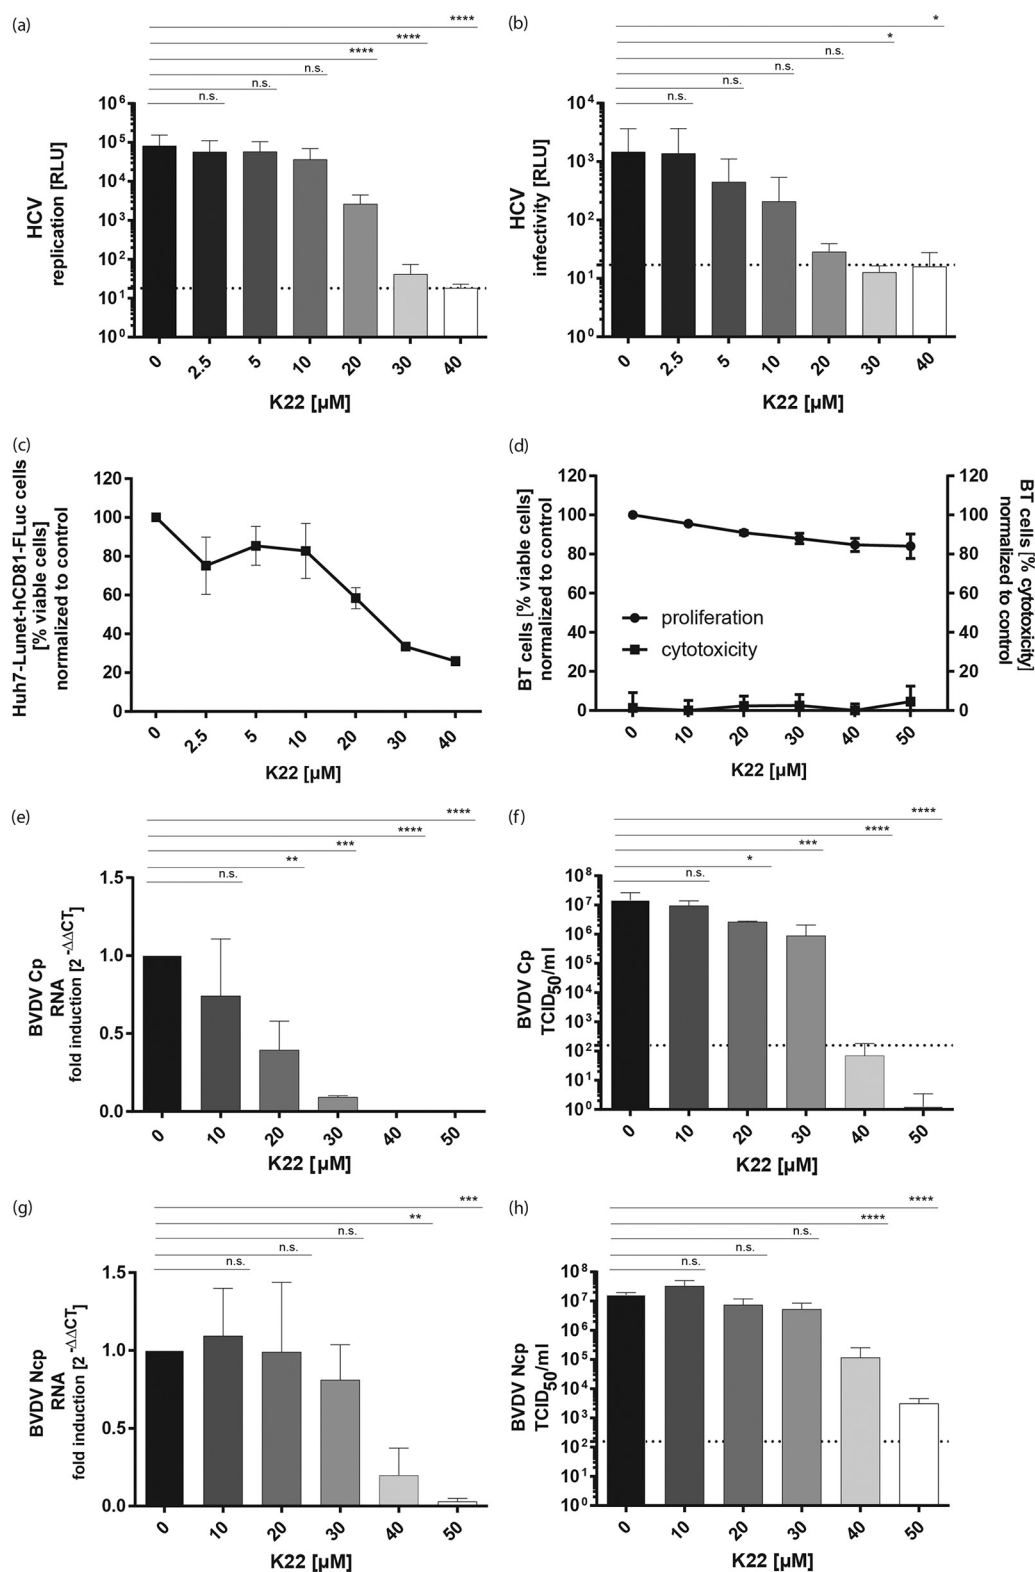 (a)
****
****
****
n.s.
n.s.
n.s.
HCV
replication [RLU]
10⁶
10⁵
10⁴
10³
10²
10¹
10⁰
0 2.5 5 10 20 30 40
K22 [µM]
(b)
*
*
n.s.
n.s.
n.s.
n.s.
HCV
infectivity [RLU]
10⁴
10³
10²
10¹
10⁰
0 2.5 5 10 20 30 40
K22 [µM]
(c)
Huh7-Lunet-hCD81-FLuc cells
[% viable cells]
normalized to control
120
100
80
60
40
20
0
0 2.5 5 10 20 30 40
K22 [µM]
(d)
BT cells [% viable cells]
normalized to control
120
100
80
60
40
20
0
proliferation
cytotoxicity
120
100
80
60
40
20
0
BT cells [% cytotoxicity]
normalized to control
0 10 20 30 40 50
K22 [µM]
(e)
****
****
***
**
n.s.
BVDV Cp
RNA
fold induction [2⁻ΔΔCT]
1.5
1.0
0.5
0.0
0 10 20 30 40 50
K22 [µM]
(f)
****
****
***
*
n.s.
BVDV Cp
TCID₅₀/ml
10⁸
10⁷
10⁶
10⁵
10⁴
10³
10²
10¹
10⁰
0 10 20 30 40 50
K22 [µM]
(g)
***
**
n.s.
n.s.
n.s.
BVDV Ncp
RNA
fold induction [2⁻ΔΔCT]
1.5
1.0
0.5
0.0
0 10 20 30 40 50
K22 [µM]
(h)
****
****
n.s.
n.s.
n.s.
BVDV Ncp
TCID₅₀/ml
10⁸
10⁷
10⁶
10⁵
10⁴
10³
10²
10¹
10⁰
0 10 20 30 40 50
K22 [µM]